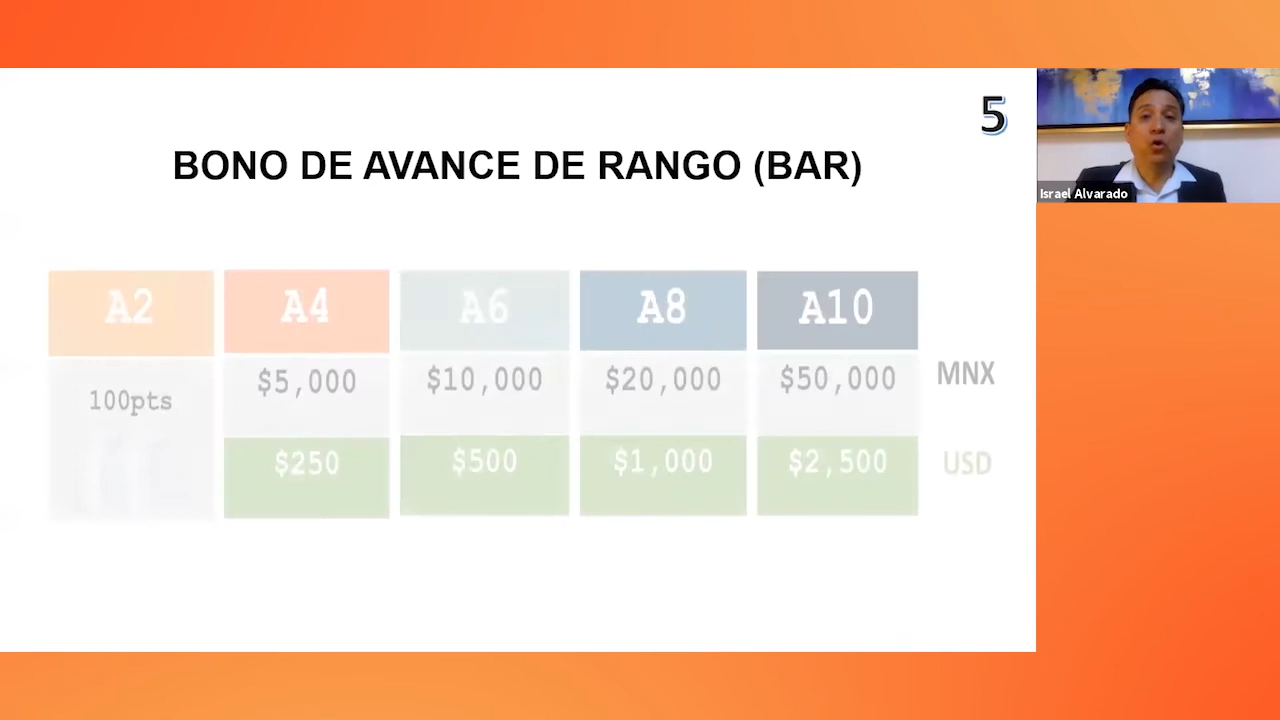 5
BONO DE AVANCE DE RANGO (BAR)
Israel Alvarado
A2 A4 A6 A8 A10
100pts $5,000 $10,000 $20,000 $50,000 MNX
$250 $500 $1,000 $2,500 USD